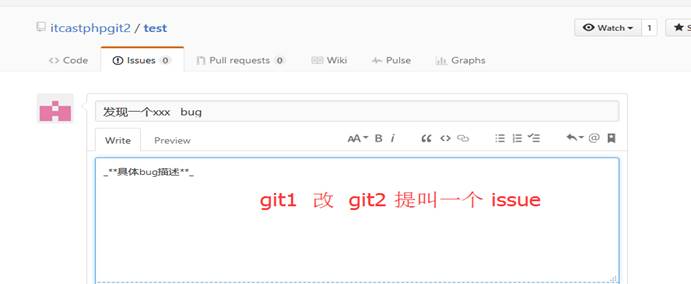 itcastphpgit2 / test
Watch 1 S
Code Issues 0 Pull requests 0 Wiki Pulse Graphs
发现一个xxx bug
Write Preview AA B i
_**具体bug描述**_
git1 改 git2 提叫一个 issue